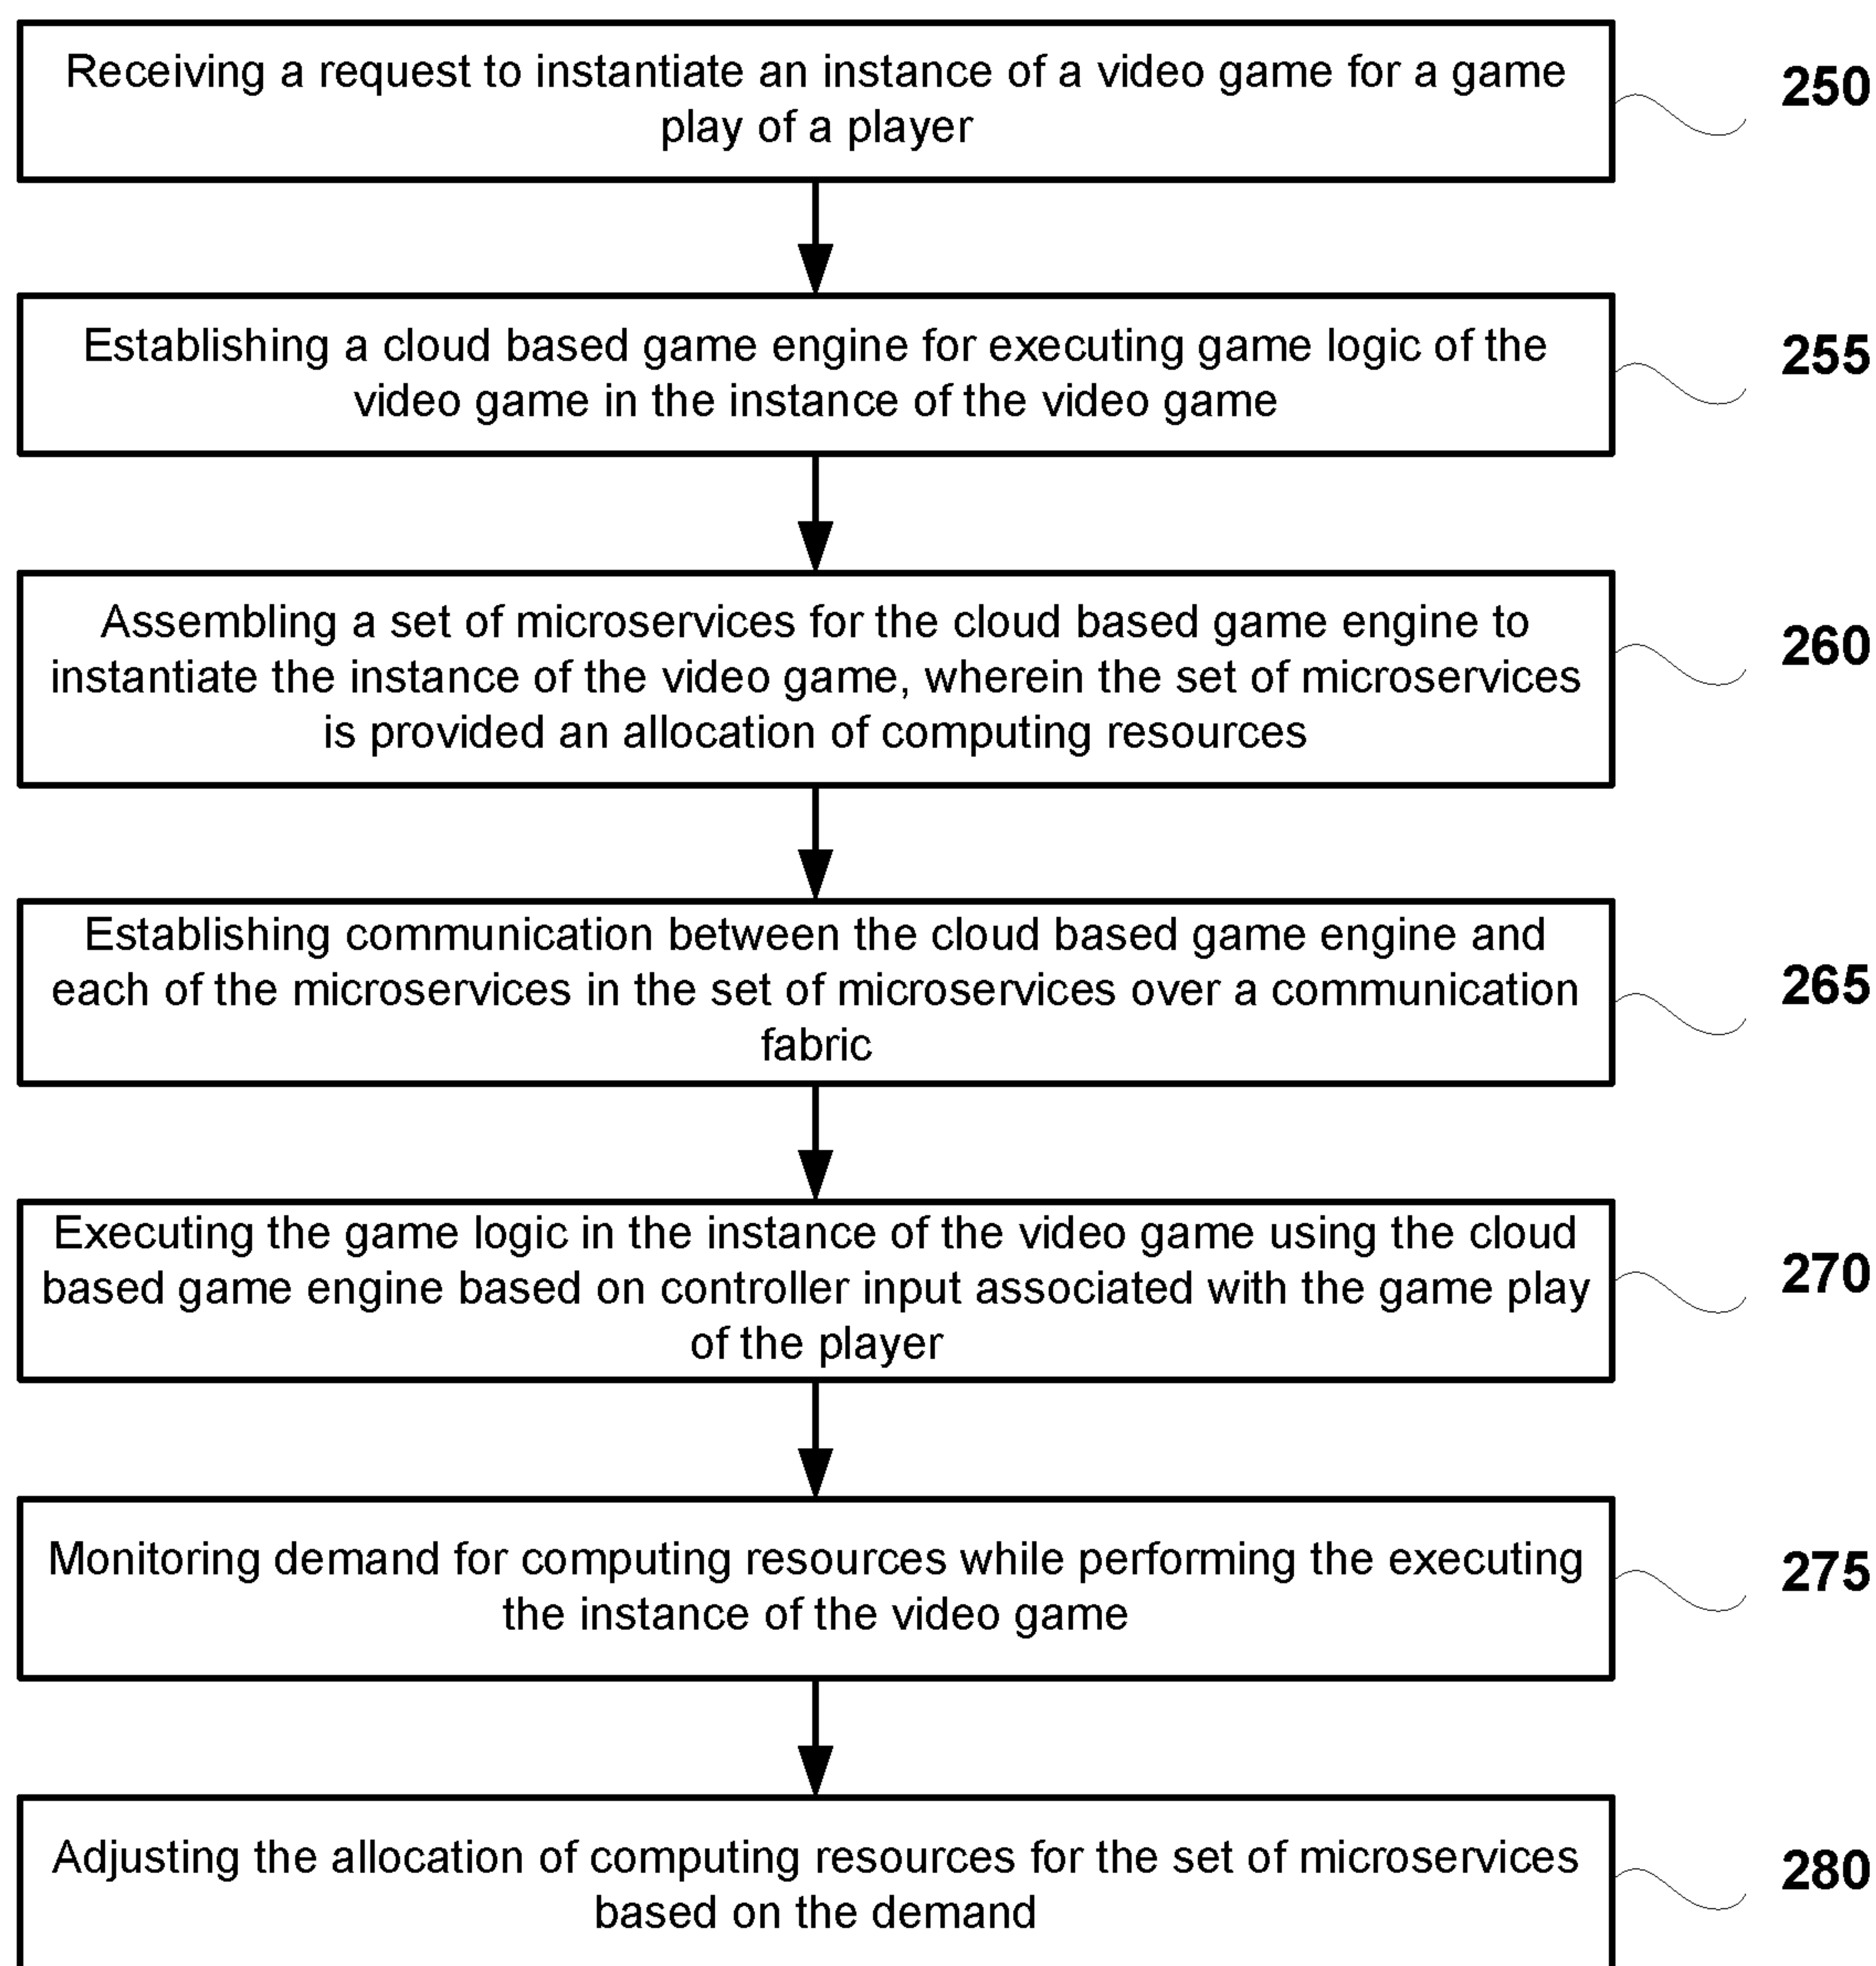 Receiving a request to instantiate an instance of a video game for a game
play of a player
250
Establishing a cloud based game engine for executing game logic of the
video game in the instance of the video game
255
Assembling a set of microservices for the cloud based game engine to
instantiate the instance of the video game, wherein the set of microservices
is provided an allocation of computing resources
260
Establishing communication between the cloud based game engine and
each of the microservices in the set of microservices over a communication
fabric
265
Executing the game logic in the instance of the video game using the cloud
based game engine based on controller input associated with the game play
of the player
270
Monitoring demand for computing resources while performing the executing
the instance of the video game
275
Adjusting the allocation of computing resources for the set of microservices
based on the demand
280